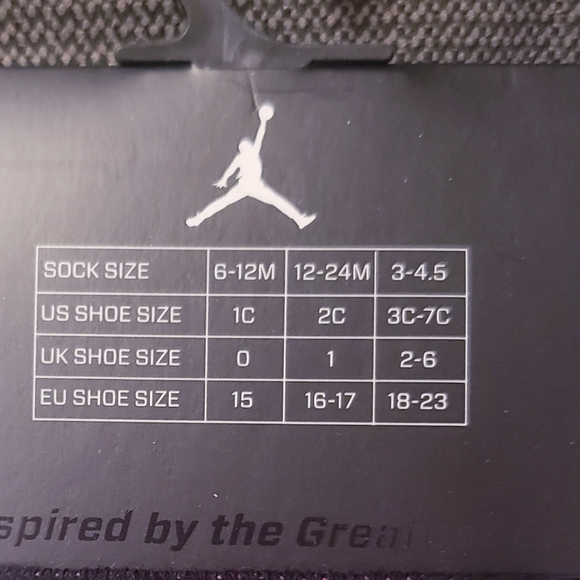 SOCK SIZE 6-12M 12-24M 3-4.5
US SHOE SIZE 1C 2C 3C-7C
UK SHOE SIZE 0 1 2-6
EU SHOE SIZE 15 16-17 18-23
spired by the Grea